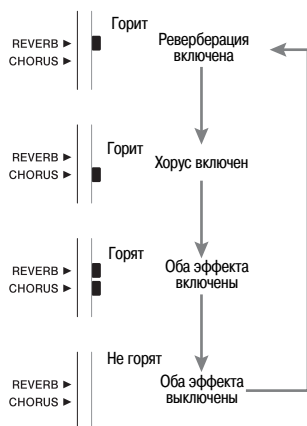 Горит
REVERB ►
CHORUS ►
Реверберация
включена
Горит
REVERB ►
CHORUS ►
Хорус включен
Горят
REVERB ►
CHORUS ►
Оба эффекта
включены
Не горят
REVERB ►
CHORUS ►
Оба эффекта
выключены